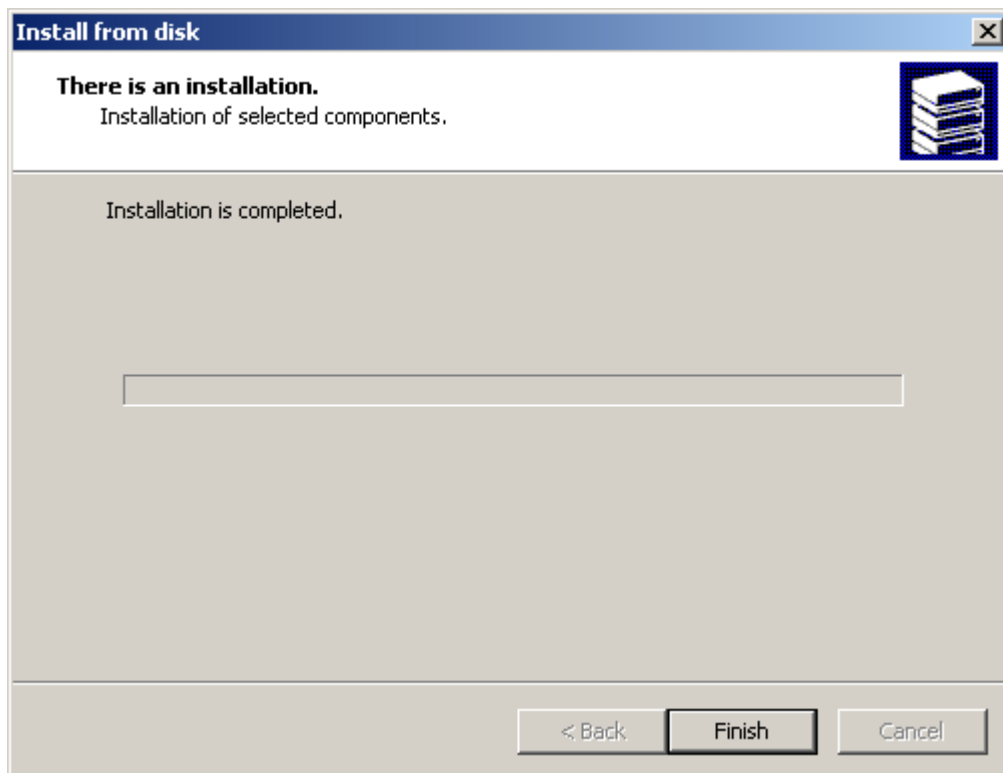 Install from disk
There is an installation.
Installation of selected components.
Installation is completed.
< Back
Finish
Cancel